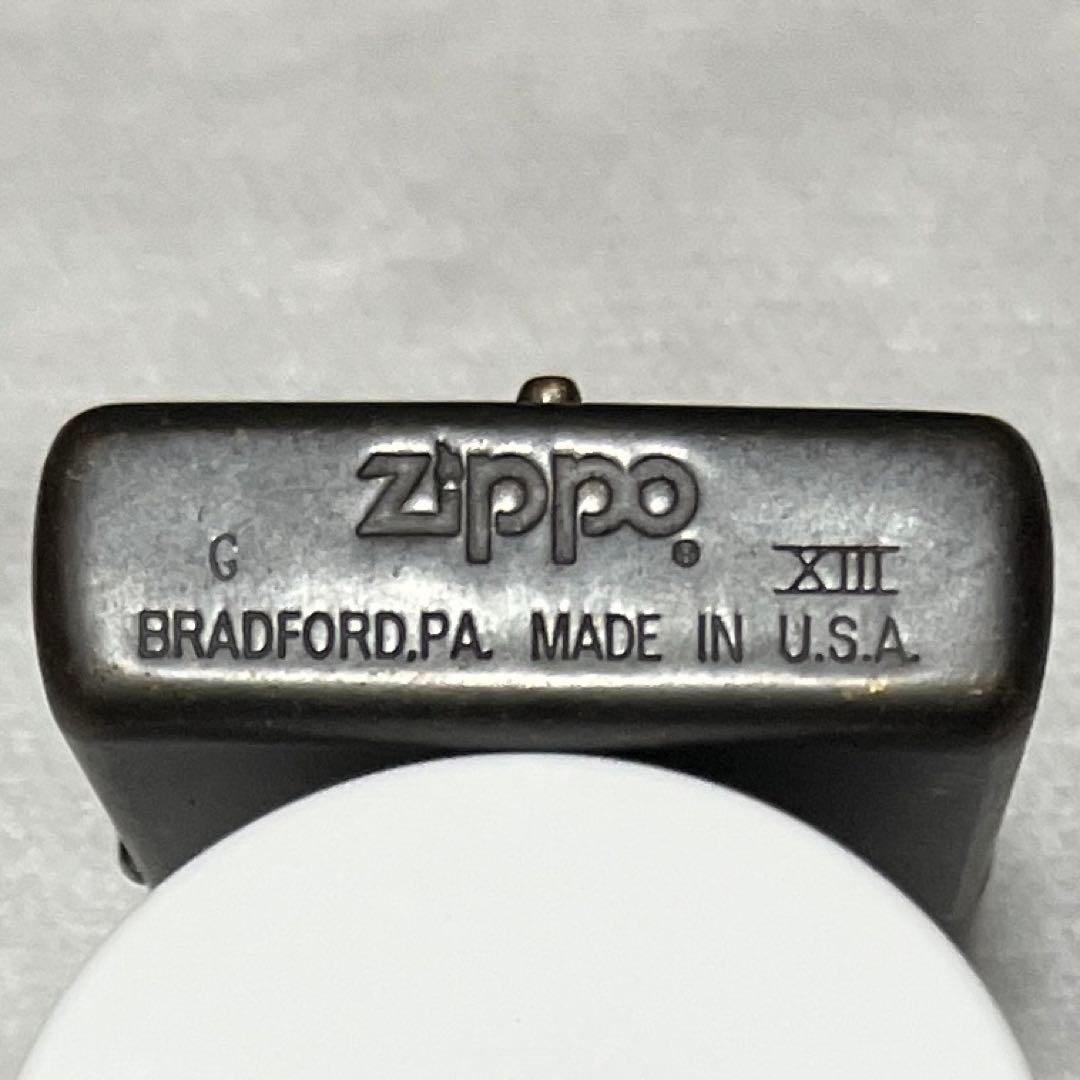 Zippo®
G XIII
BRADFORD,PA. MADE IN U.S.A.